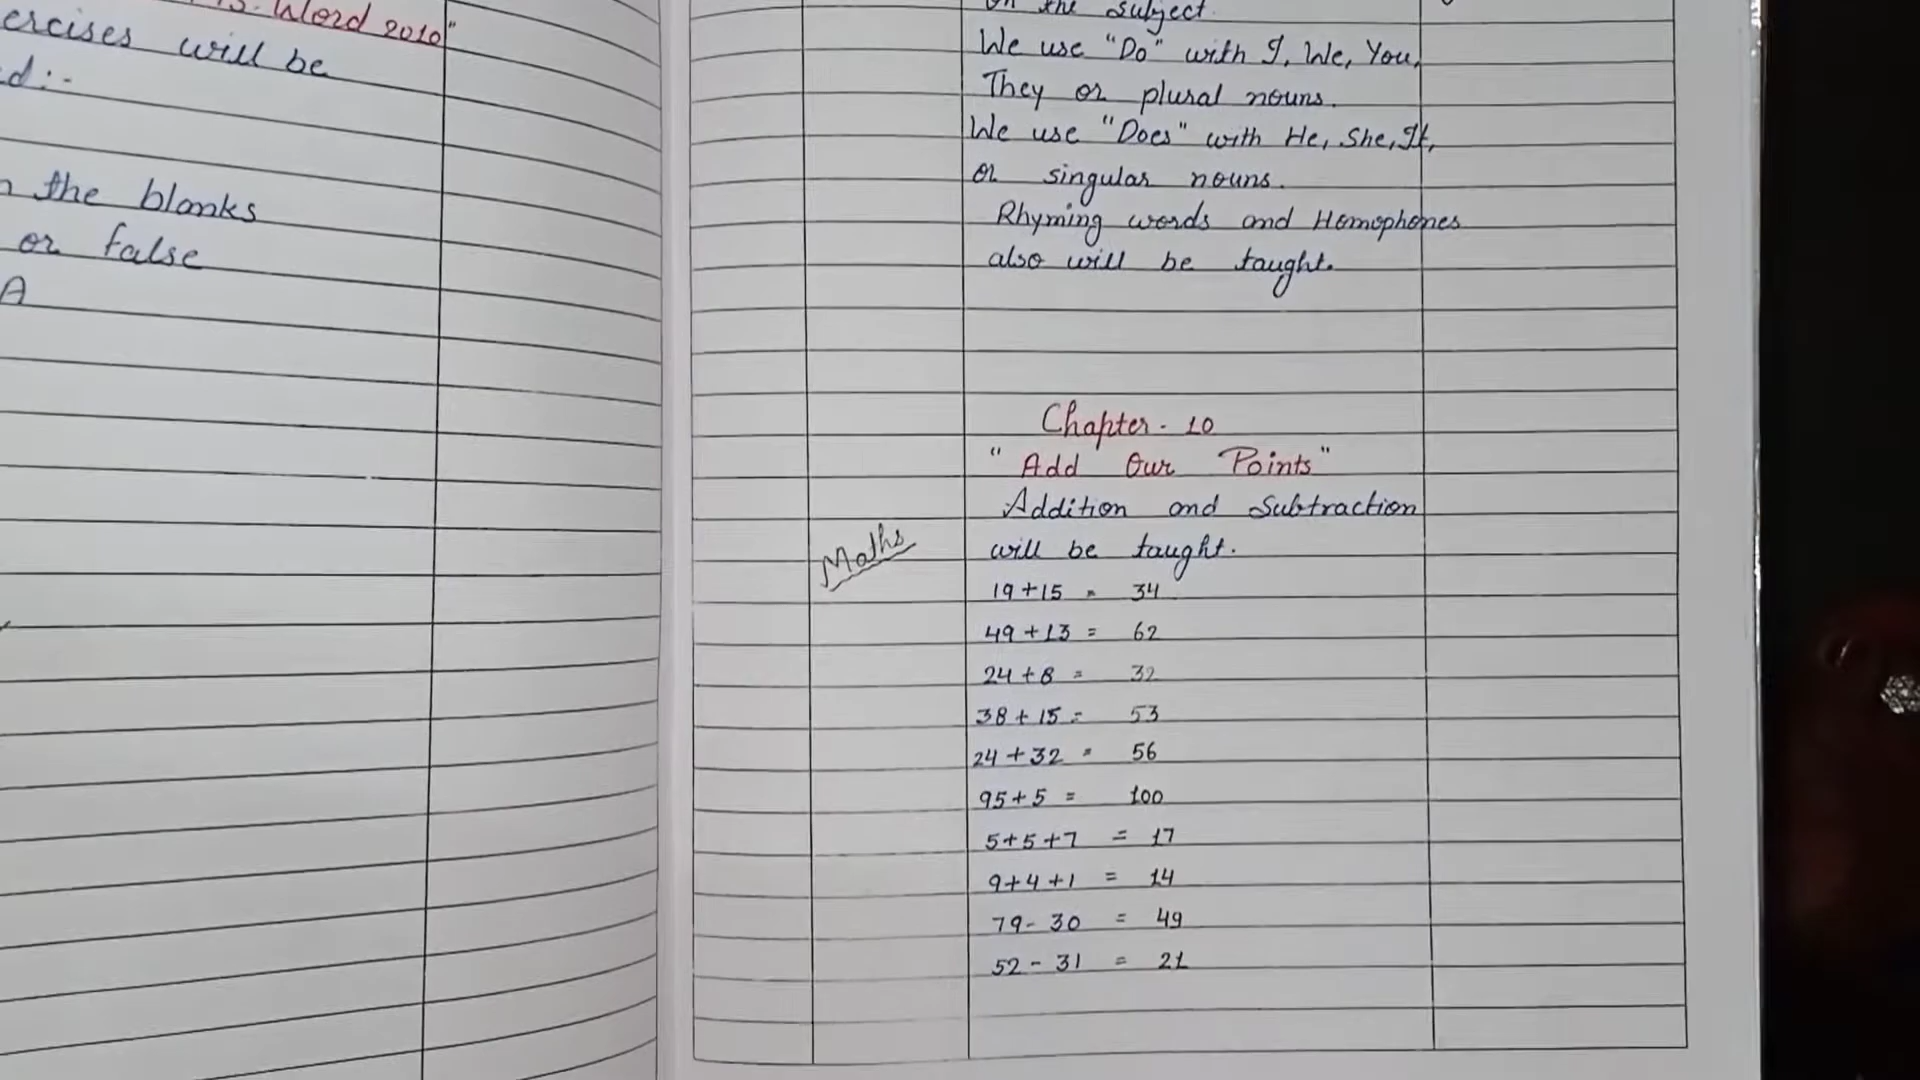 Word 2010"
ercises will be
d:-
the blanks
or false
A
on the subject.
We use "Do" with I, We, You,
They or plural nouns.
We use "Does" with He, She, It,
or singular nouns.
Rhyming words and Homophones
also will be taught.
Chapter - 10
"Add Our Points"
Addition and Subtraction
Maths
will be taught.
19+15 = 34
49+13 = 62
24+8 = 32
38+15 = 53
24+32 = 56
95+5 = 100
5+5+7 = 17
9+4+1 = 14
79-30 = 49
52-31 = 21